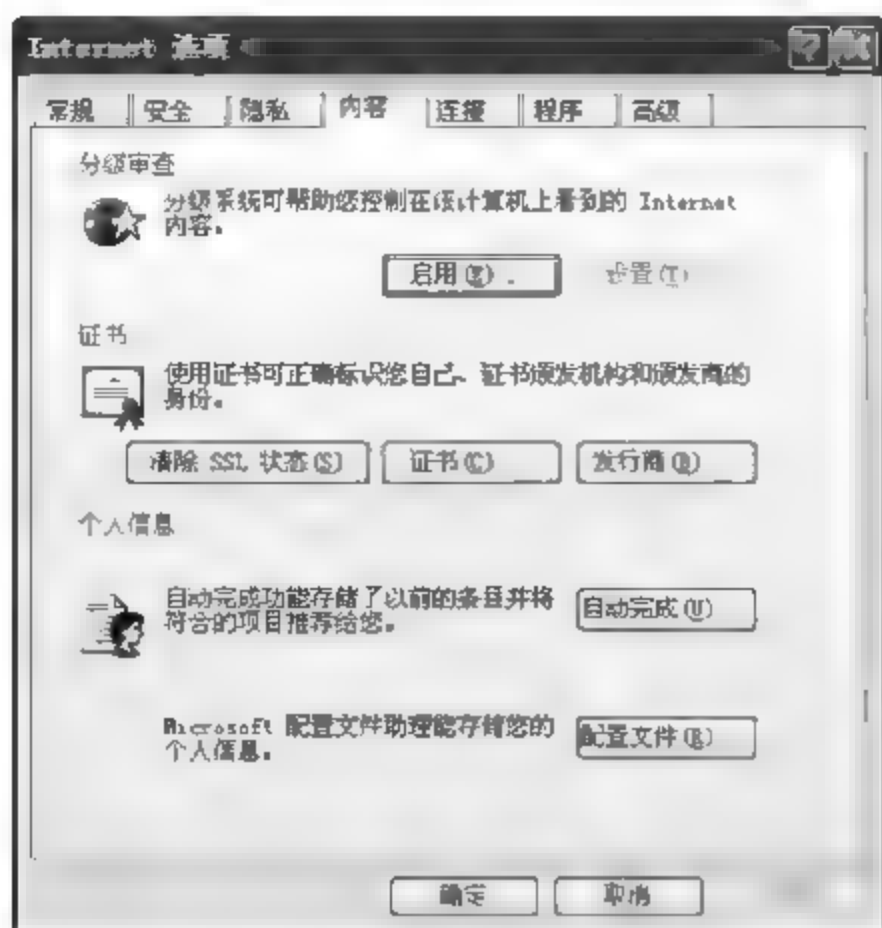 Internet 选项
常规 安全 隐私 内容 连接 程序 高级
分级审查
分级系统可帮助您控制在该计算机上看到的 Internet
内容。
启用(E). 设置(T)
证书
使用证书可正确标识您自己、证书颁发机构和颁发商的
身份。
清除 SSL 状态(S) 证书(C) 发行商(B)
个人信息
自动完成功能存储了以前的条目并将
符合的项目推荐给您。
自动完成(U)
Microsoft 配置文件助理能存储您的
个人信息。
配置文件(R)
确定 取消